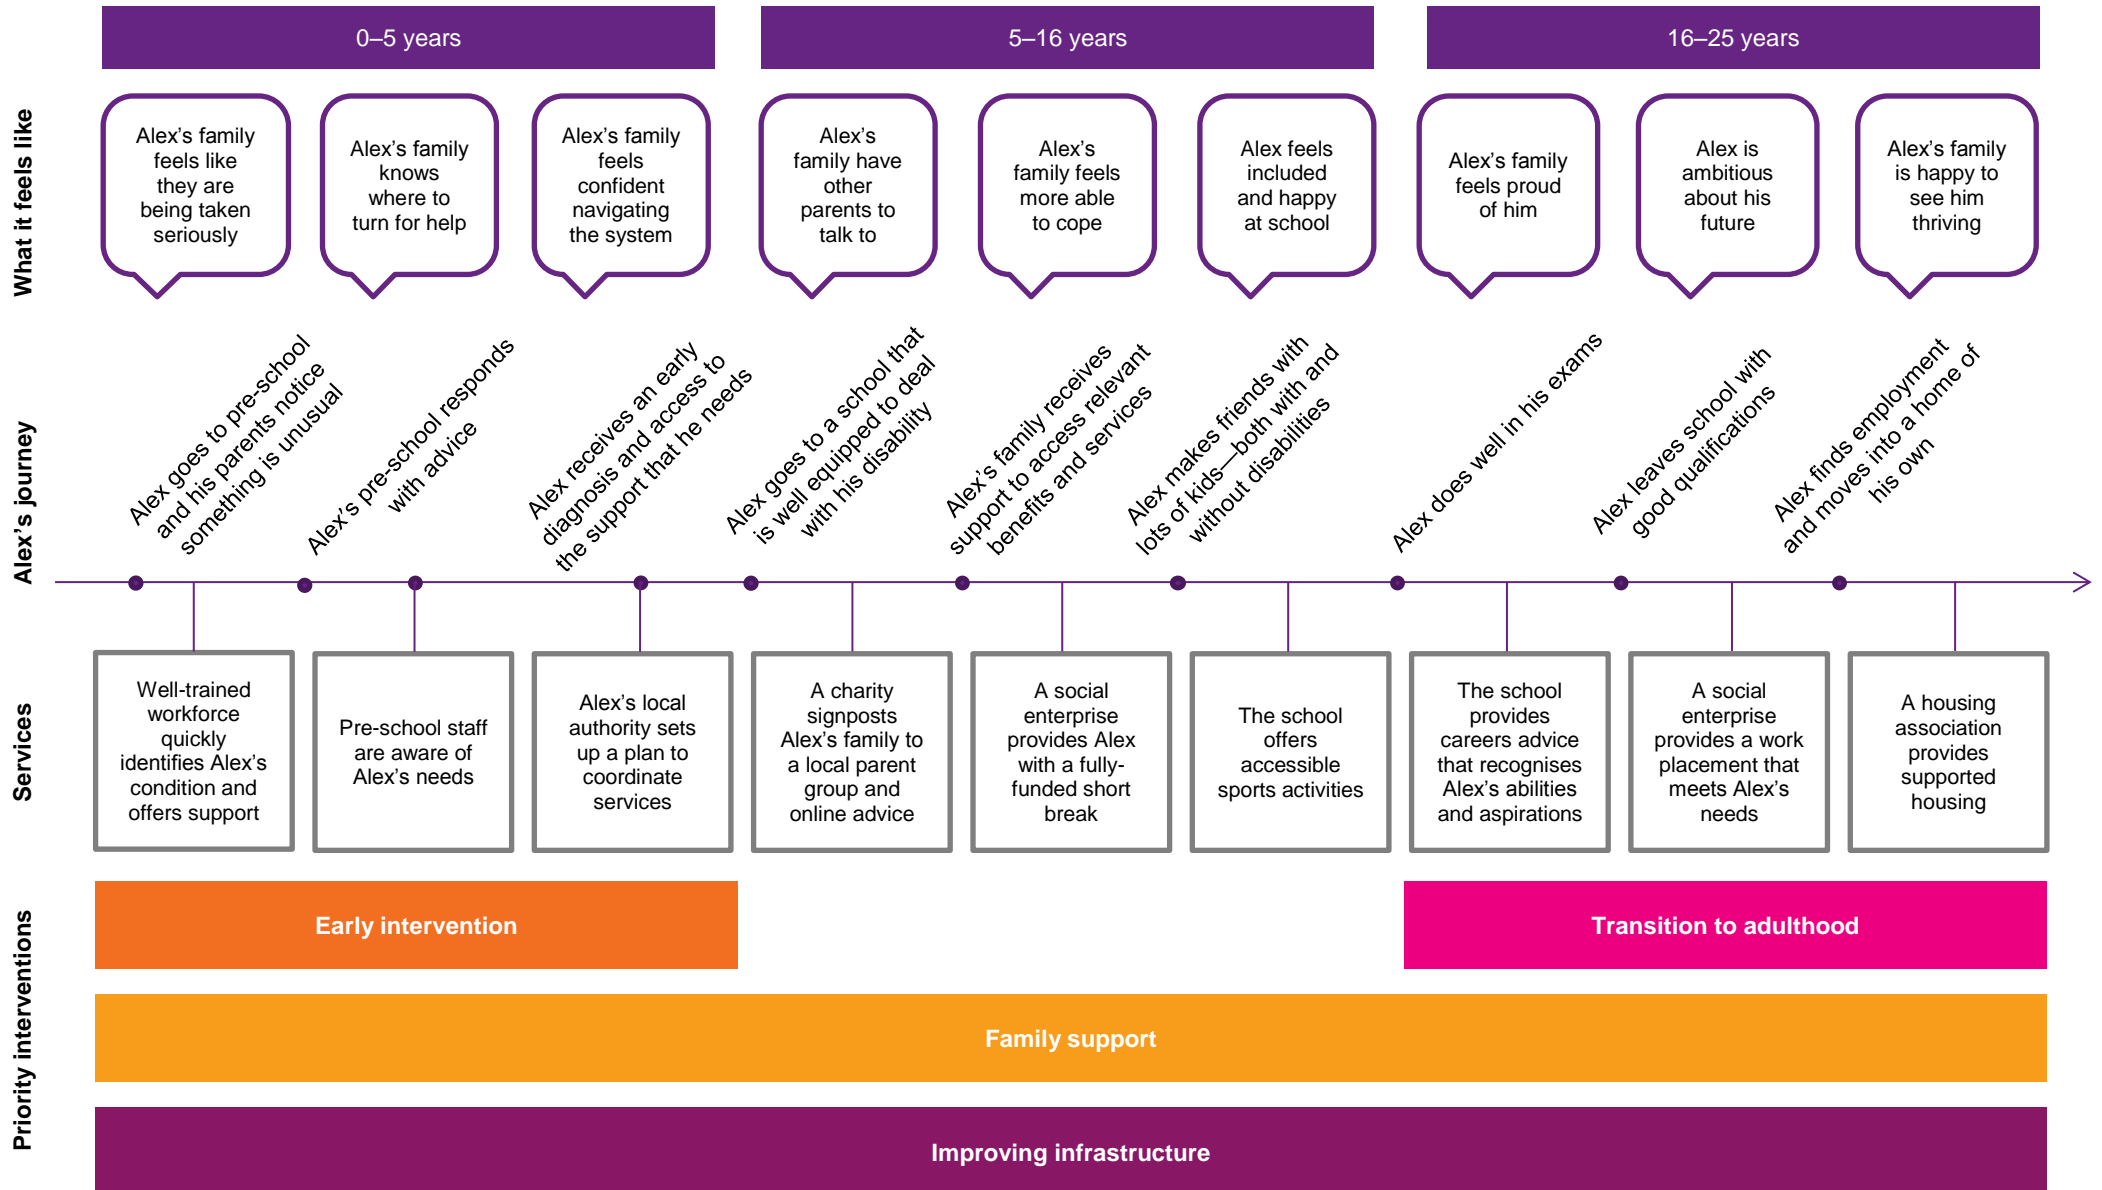 0–5 years
5–16 years
16–25 years
What it feels like
Alex’s family
feels like
they are
being taken
seriously
Alex’s family
knows
where to
turn for help
Alex’s family
feels
confident
navigating
the system
Alex’s
family have
other
parents to
talk to
Alex’s
family feels
more able
to cope
Alex feels
included
and happy
at school
Alex’s family
feels proud
of him
Alex is
ambitious
about his
future
Alex’s family
is happy to
see him
thriving
Alex’s journey
Alex goes to pre-school
and his parents notice
something is unusual
Alex’s pre-school responds
with advice
Alex receives an early
diagnosis and access to
the support that he needs
Alex goes to a school that
is well equipped to deal
with his disability
Alex’s family receives
support to access relevant
benefits and services
Alex makes friends with
lots of kids—both with and
without disabilities
Alex does well in his exams
Alex leaves school with
good qualifications
Alex finds employment
and moves into a home of
his own
Services
Well-trained
workforce
quickly
identifies Alex’s
condition and
offers support
Pre-school staff
are aware of
Alex’s needs
Alex’s local
authority sets
up a plan to
coordinate
services
A charity
signposts
Alex’s family to
a local parent
group and
online advice
A social
enterprise
provides Alex
with a fully-
funded short
break
The school
offers
accessible
sports activities
The school
provides
careers advice
that recognises
Alex’s abilities
and aspirations
A social
enterprise
provides a work
placement that
meets Alex’s
needs
A housing
association
provides
supported
housing
Priority interventions
Early intervention
Transition to adulthood
Family support
Improving infrastructure